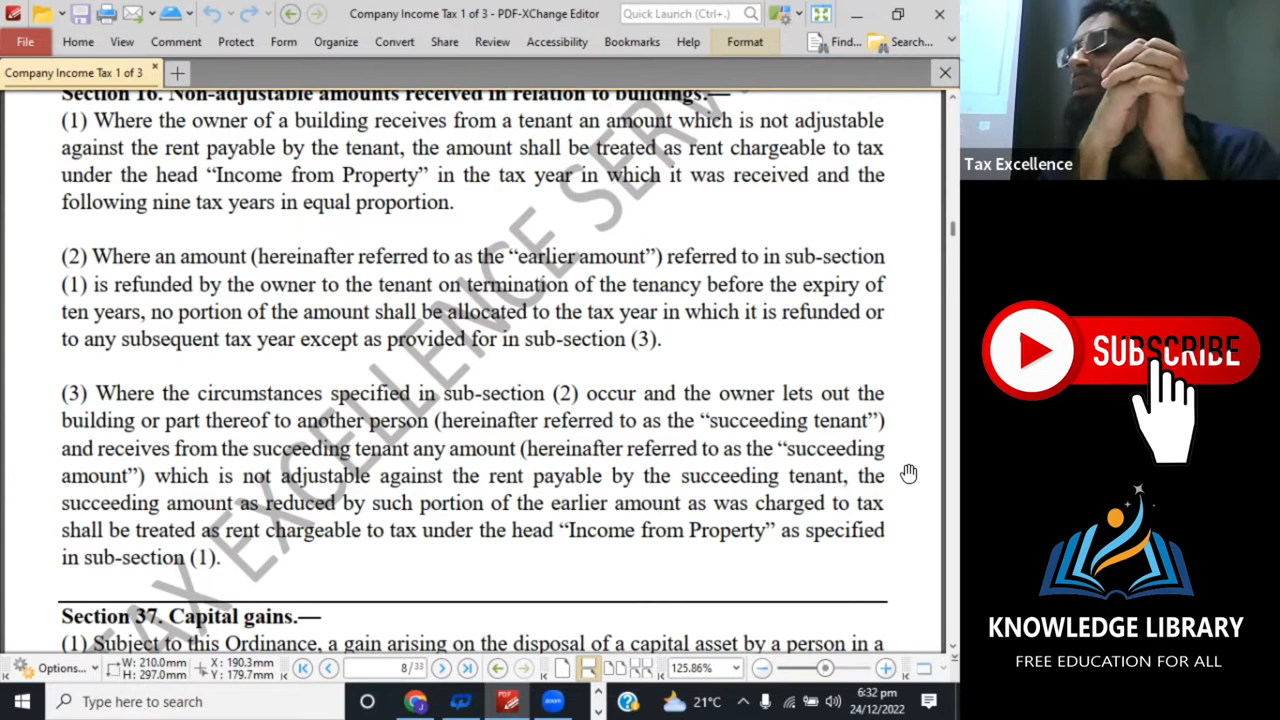 Company Income Tax 1 of 3 - PDF-XChange Editor
Quick Launch (Ctrl+.)
File Home View Comment Protect Form Organize Convert Share Review Accessibility Bookmarks Help Format Find... Search...
Company Income Tax 1 of 3
Section 16. Non-adjustable amounts received in relation to buildings.—
(1) Where the owner of a building receives from a tenant an amount which is not adjustable
against the rent payable by the tenant, the amount shall be treated as rent chargeable to tax
under the head “Income from Property” in the tax year in which it was received and the
following nine tax years in equal proportion.
(2) Where an amount (hereinafter referred to as the “earlier amount”) referred to in sub-section
(1) is refunded by the owner to the tenant on termination of the tenancy before the expiry of
ten years, no portion of the amount shall be allocated to the tax year in which it is refunded or
to any subsequent tax year except as provided for in sub-section (3).
(3) Where the circumstances specified in sub-section (2) occur and the owner lets out the
building or part thereof to another person (hereinafter referred to as the “succeeding tenant”)
and receives from the succeeding tenant any amount (hereinafter referred to as the “succeeding
amount”) which is not adjustable against the rent payable by the succeeding tenant, the
succeeding amount as reduced by such portion of the earlier amount as was charged to tax
shall be treated as rent chargeable to tax under the head “Income from Property” as specified
in sub-section (1).
Section 37. Capital gains.—
(1) Subject to this Ordinance, a gain arising on the disposal of a capital asset by a person in a
TAX EXCELLENCE SERV
Options... W: 210.0mm X: 190.3mm
H: 297.0mm Y: 179.7mm
8 /33
125.86%
Type here to search
21°C
6:32 pm
24/12/2022
Tax Excellence
SUBSCRIBE
KNOWLEDGE LIBRARY
FREE EDUCATION FOR ALL